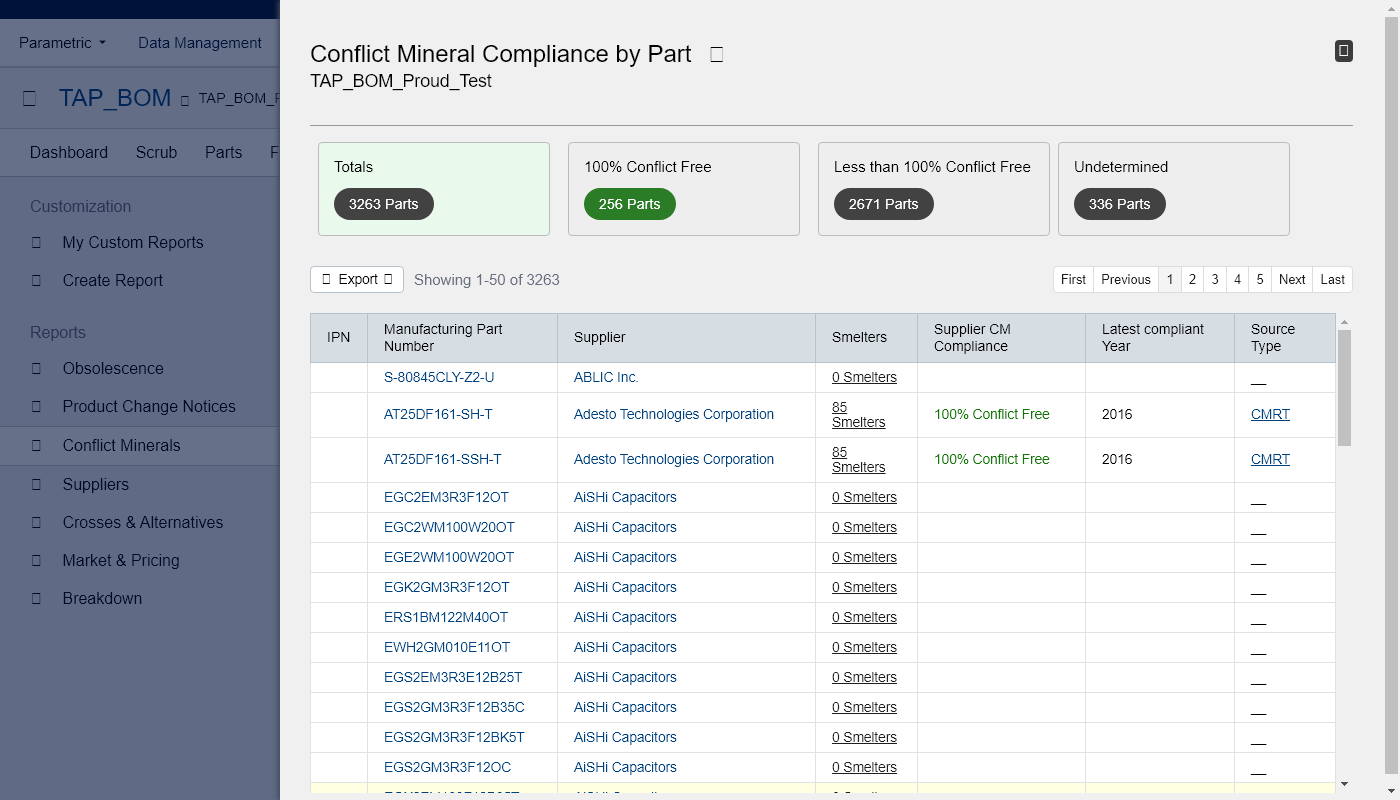 Parametric
Data Management
TAP_BOM
Dashboard Scrub Parts
Customization
My Custom Reports
Create Report
Reports
Obsolescence
Product Change Notices
Conflict Minerals
Suppliers
Crosses & Alternatives
Market & Pricing
Breakdown
Conflict Mineral Compliance by Part
TAP_BOM_Proud_Test
Totals
3263 Parts
100% Conflict Free
256 Parts
Less than 100% Conflict Free
2671 Parts
Undetermined
336 Parts
Export
Showing 1-50 of 3263
First Previous 1 2 3 4 5 Next Last
IPN
Manufacturing Part
Number
Supplier
Smelters
Supplier CM
Compliance
Latest compliant
Year
Source
Type
S-80845CLY-Z2-U ABLIC Inc. 0 Smelters __
AT25DF161-SH-T Adesto Technologies Corporation 85
Smelters 100% Conflict Free 2016 CMRT
AT25DF161-SSH-T Adesto Technologies Corporation 85
Smelters 100% Conflict Free 2016 CMRT
EGC2EM3R3F12OT AiSHi Capacitors 0 Smelters __
EGC2WM100W20OT AiSHi Capacitors 0 Smelters __
EGE2WM100W20OT AiSHi Capacitors 0 Smelters __
EGK2GM3R3F12OT AiSHi Capacitors 0 Smelters __
ERS1BM122M40OT AiSHi Capacitors 0 Smelters __
EWH2GM010E11OT AiSHi Capacitors 0 Smelters __
EGS2EM3R3E12B25T AiSHi Capacitors 0 Smelters __
EGS2GM3R3F12B35C AiSHi Capacitors 0 Smelters __
EGS2GM3R3F12BK5T AiSHi Capacitors 0 Smelters __
EGS2GM3R3F12OC AiSHi Capacitors 0 Smelters __